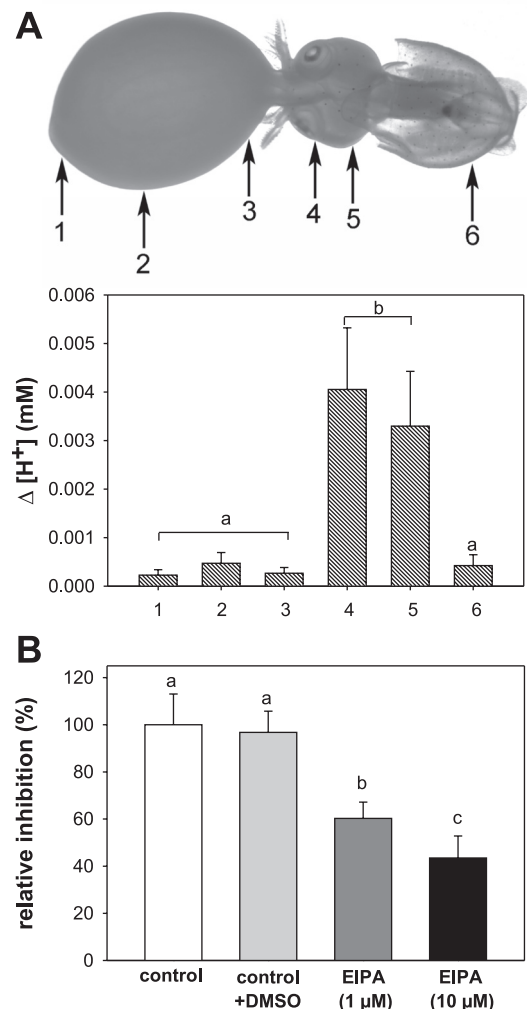 A
1
2
3
4
5
6
0.006
0.005
0.004
0.003
0.002
0.001
0.000
Δ [H+] (mM)
a
b
a
1 2 3 4 5 6
B
120
100
80
60
40
20
0
relative inhibition (%)
a
a
b
c
control control EIPA EIPA
+DMSO (1 µM) (10 µM)